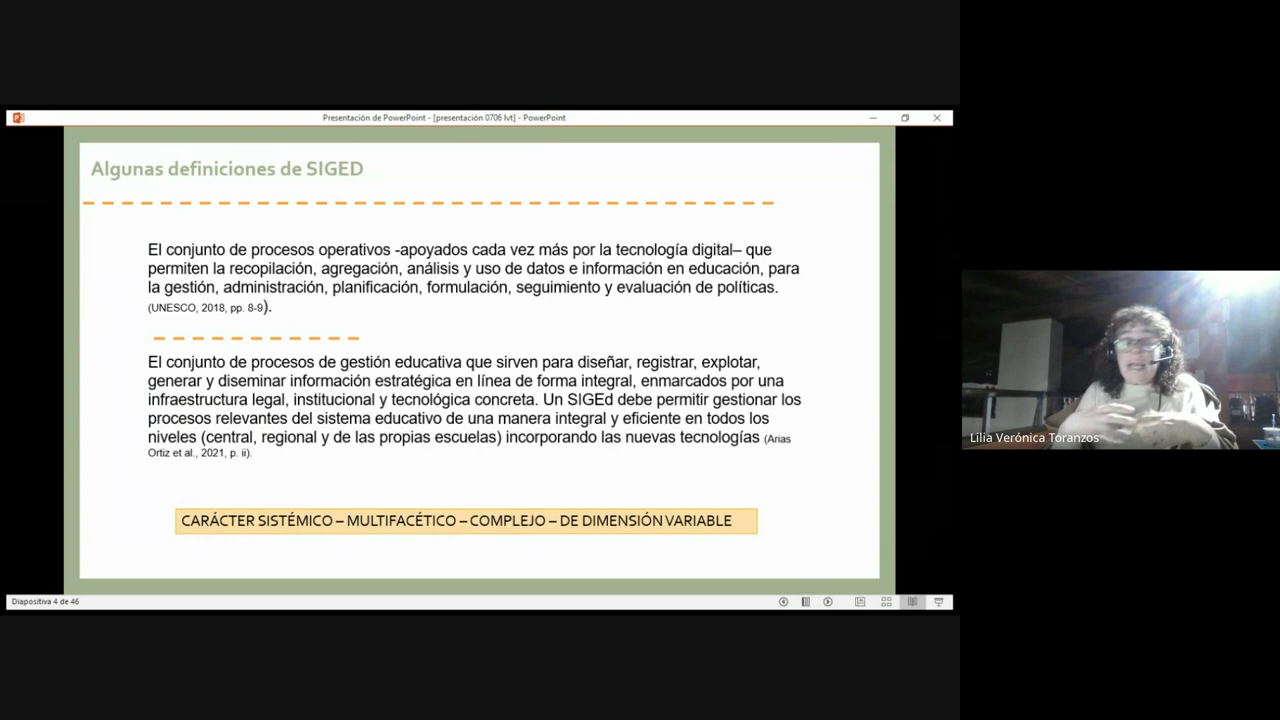 Presentación de PowerPoint - [presentación 0706 lvt] - PowerPoint
Algunas definiciones de SIGED
El conjunto de procesos operativos -apoyados cada vez más por la tecnología digital– que
permiten la recopilación, agregación, análisis y uso de datos e información en educación, para
la gestión, administración, planificación, formulación, seguimiento y evaluación de políticas.
(UNESCO, 2018, pp. 8-9).
El conjunto de procesos de gestión educativa que sirven para diseñar, registrar, explotar,
generar y diseminar información estratégica en línea de forma integral, enmarcados por una
infraestructura legal, institucional y tecnológica concreta. Un SIGEd debe permitir gestionar los
procesos relevantes del sistema educativo de una manera integral y eficiente en todos los
niveles (central, regional y de las propias escuelas) incorporando las nuevas tecnologías (Arias
Ortiz et al., 2021, p. ii).
CARÁCTER SISTÉMICO – MULTIFACÉTICO – COMPLEJO – DE DIMENSIÓN VARIABLE
Diapositiva 4 de 46
Lilia Verónica Toranzos